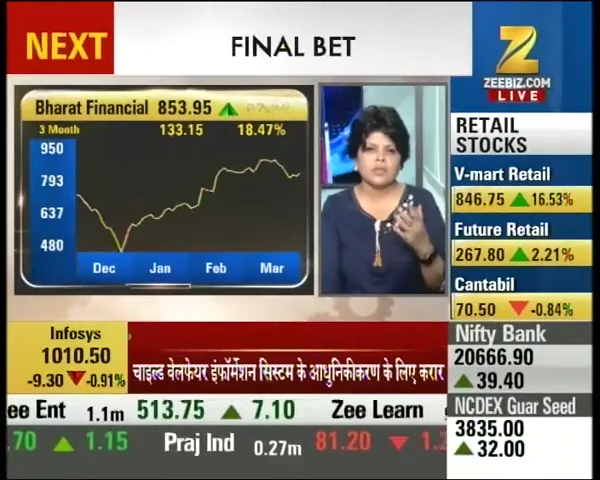 NEXT
FINAL BET
ZEEBIZ.COM
LIVE
Bharat Financial 853.95
3 Month 133.15 18.47%
950
793
637
480
Dec Jan Feb Mar
RETAIL
STOCKS
V-mart Retail
846.75 16.53%
Future Retail
267.80 2.21%
Cantabil
70.50 -0.84%
Infosys
1010.50
-9.30 -0.91%
चाइल्ड वेलफेयर इंफॉर्मेशन सिस्टम के आधुनिकीकरण के लिए करार
Nifty Bank
20666.90
39.40
NCDEX Guar Seed
3835.00
32.00
ee Ent 1.1m 513.75 7.10 Zee Learn
.70 1.15 Praj Ind 0.27m 81.20 1.2